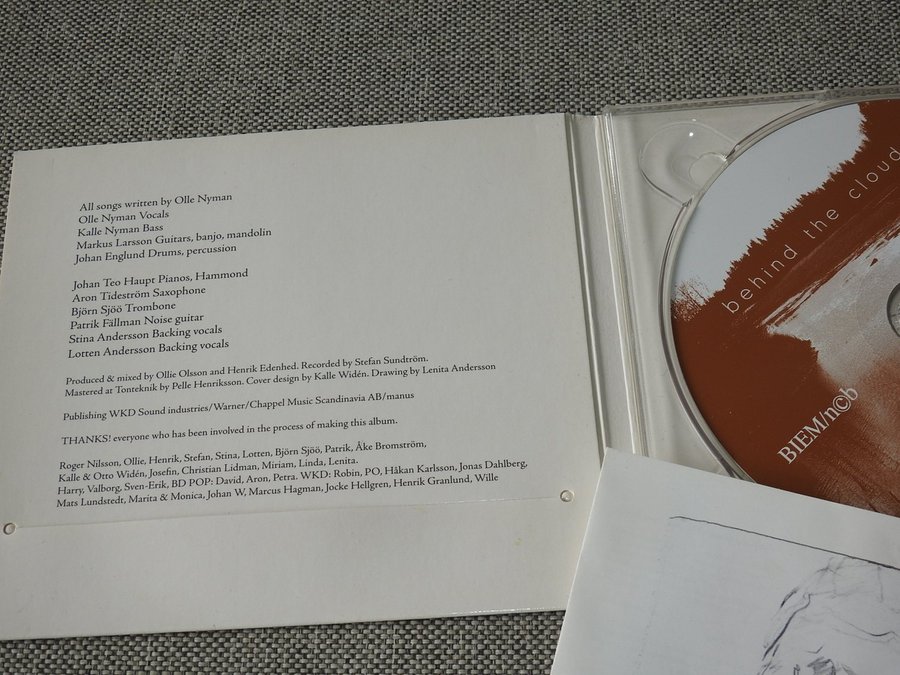 All songs written by Olle Nyman
Olle Nyman Vocals
Kalle Nyman Bass
Markus Larsson Guitars, banjo, mandolin
Johan Englund Drums, percussion
Johan Teo Haupt Pianos, Hammond
Aron Tideström Saxophone
Björn Sjöö Trombone
Patrik Fällman Noise guitar
Stina Andersson Backing vocals
Lotten Andersson Backing vocals
Produced & mixed by Ollie Olsson and Henrik Edenhed. Recorded by Stefan Sundtröm.
Mastered at Tonteknik by Pelle Henriksson. Cover design by Kalle Widén. Drawing by Lenita Andersson
Publishing WKD Sound industries/Warner/Chappel Music Scandinavia AB/manus
THANKS! everyone who has been involved in the process of making this album.
Roger Nilsson, Ollie, Henrik, Stefan, Stina, Lotten, Björn Sjöö, Patrik, Åke Bromström,
Kalle & Otto Widén, Josefin, Christian Lidman, Miriam, Linda, Lenita.
Harry, Valborg, Sven-Erik, BD POP: David, Aron, Petra. WKD: Robin, PO, Håkan Karlsson, Jonas Dahlberg,
Mats Lundstedt, Marita & Monica, Johan W, Marcus Hagman, Jocke Hellgren, Henrik Granlund, Wille
behind the cloud
BIEM/n©b